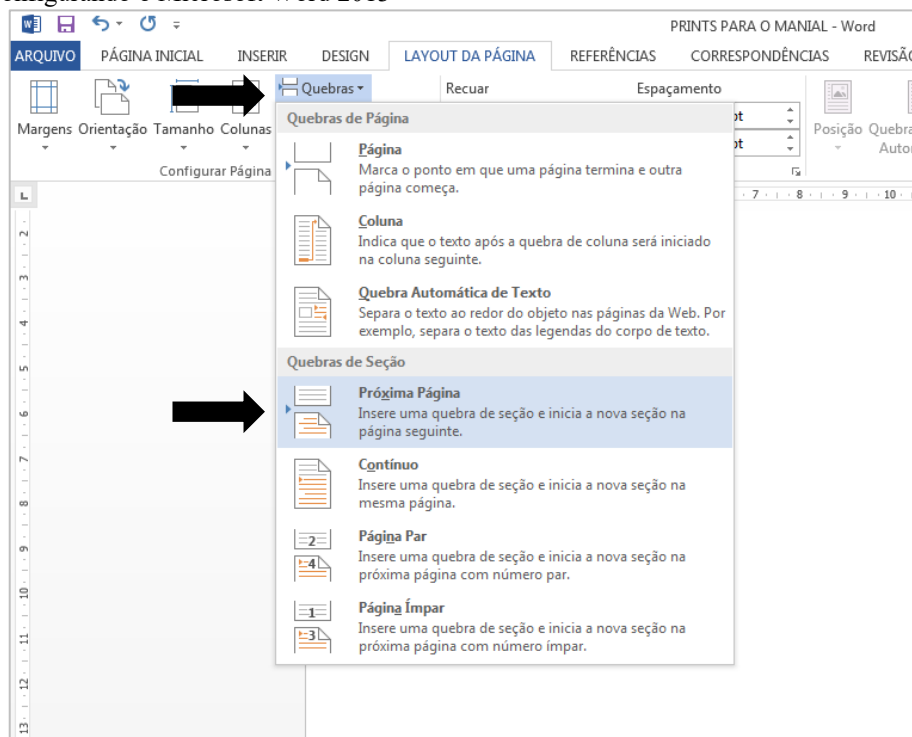 PRINTS PARA O MANIAL - Word
ARQUIVO PÁGINA INICIAL INSERIR DESIGN LAYOUT DA PÁGINA REFERÊNCIAS CORRESPONDÊNCIAS
Quebras Recuar Espaçamento
Margens Orientação Tamanho Colunas
Posição
Configurar Página
Quebras de Página
Página
Marca o ponto em que uma página termina e outra
página começa.
Coluna
Indica que o texto após a quebra de coluna será iniciado
na coluna seguinte.
Quebra Automática de Texto
Separa o texto ao redor do objeto nas páginas da Web. Por
exemplo, separa o texto das legendas do corpo de texto.
Quebras de Seção
Próxima Página
Insere uma quebra de seção e inicia a nova seção na
página seguinte.
Contínuo
Insere uma quebra de seção e inicia a nova seção na
mesma página.
Página Par
Insere uma quebra de seção e inicia a nova seção na
próxima página com número par.
Página Ímpar
Insere uma quebra de seção e inicia a nova seção na
próxima página com número ímpar.